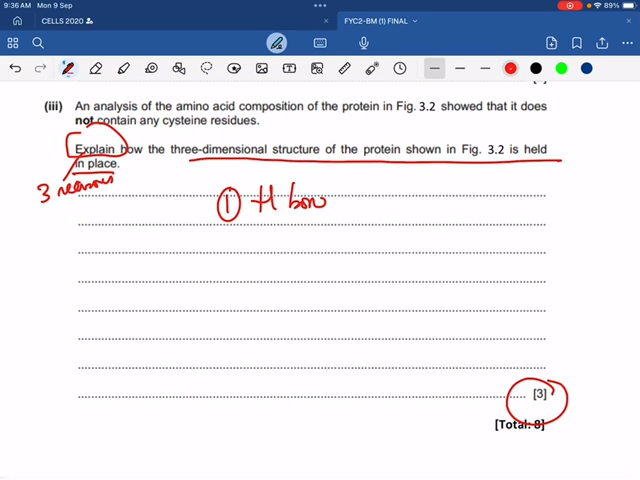 9:36 AM Mon 9 Sep
89%
CELLS 2020
FYC2-BM (1) FINAL
(iii) An analysis of the amino acid composition of the protein in Fig. 3.2 showed that it does
not contain any cysteine residues.
Explain how the three-dimensional structure of the protein shown in Fig. 3.2 is held
in place.
3 reasons
① H bon
[3]
[Total: 8]